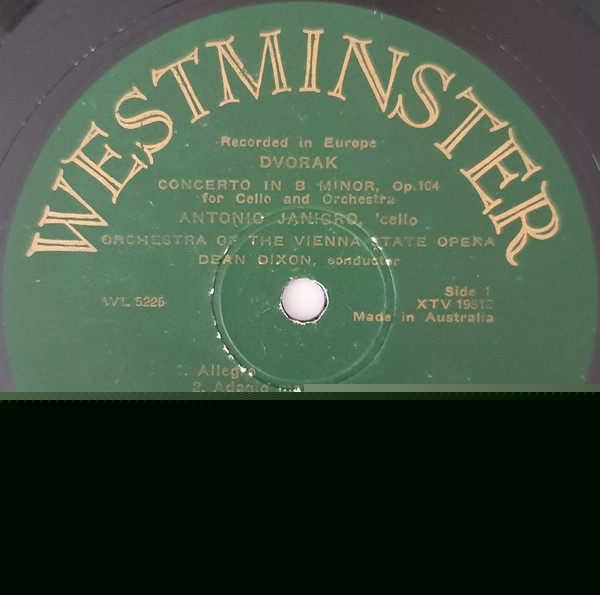 WESTMINSTER
Recorded in Europe
DVORAK
CONCERTO IN B MINOR, Op.104
for Cello and Orchestra
ANTONIO JANIGRO, 'cello
ORCHESTRA OF THE VIENNA STATE OPERA
DEAN DIXON, conductor
WL 5225
Side 1
XTV
Made in Australia
1. Allegro
2. Adagio